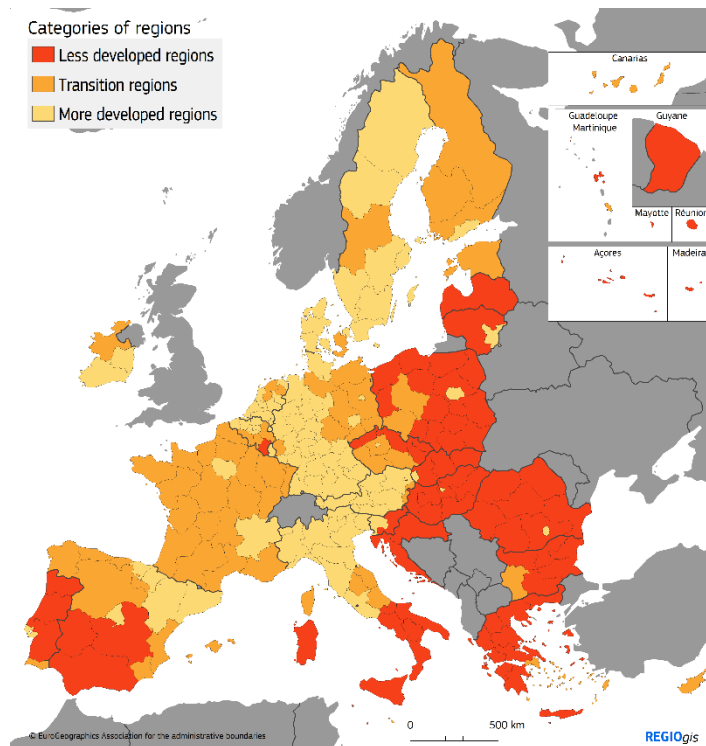 Categories of regions
Less developed regions
Transition regions
More developed regions
Canarias
Guadeloupe
Martinique
Guyane
Mayotte
Réunion
Açores
Madeira
© EuroGeographics Association for the administrative boundaries
0
500 km
REGIOgis